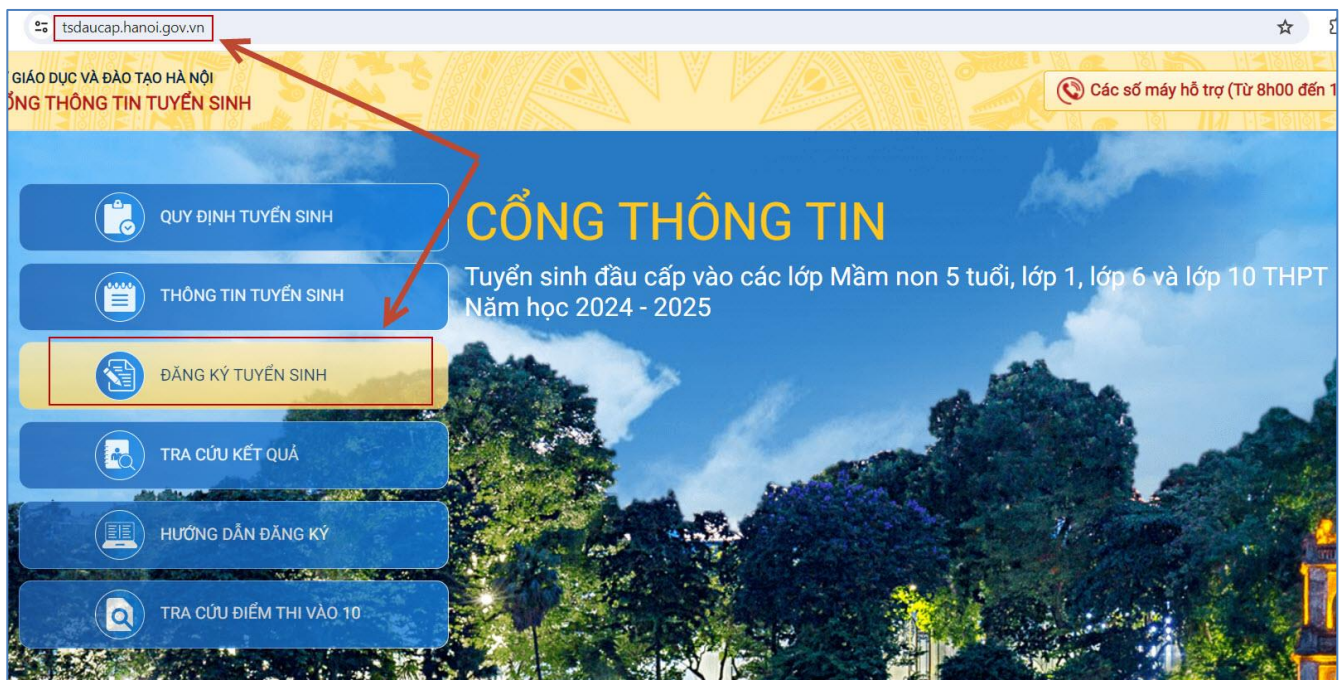 tsdaucap.hanoi.gov.vn
GIÁO DỤC VÀ ĐÀO TẠO HÀ NỘI
ỔNG THÔNG TIN TUYỂN SINH
Các số máy hỗ trợ (Từ 8h00 đến 1
QUY ĐỊNH TUYỂN SINH
THÔNG TIN TUYỂN SINH
ĐĂNG KÝ TUYỂN SINH
TRA CỨU KẾT QUẢ
HƯỚNG DẪN ĐĂNG KÝ
TRA CỨU ĐIỂM THI VÀO 10
CỔNG THÔNG TIN
Tuyển sinh đầu cấp vào các lớp Mầm non 5 tuổi, lớp 1, lớp 6 và lớp 10 THPT
Năm học 2024 - 2025